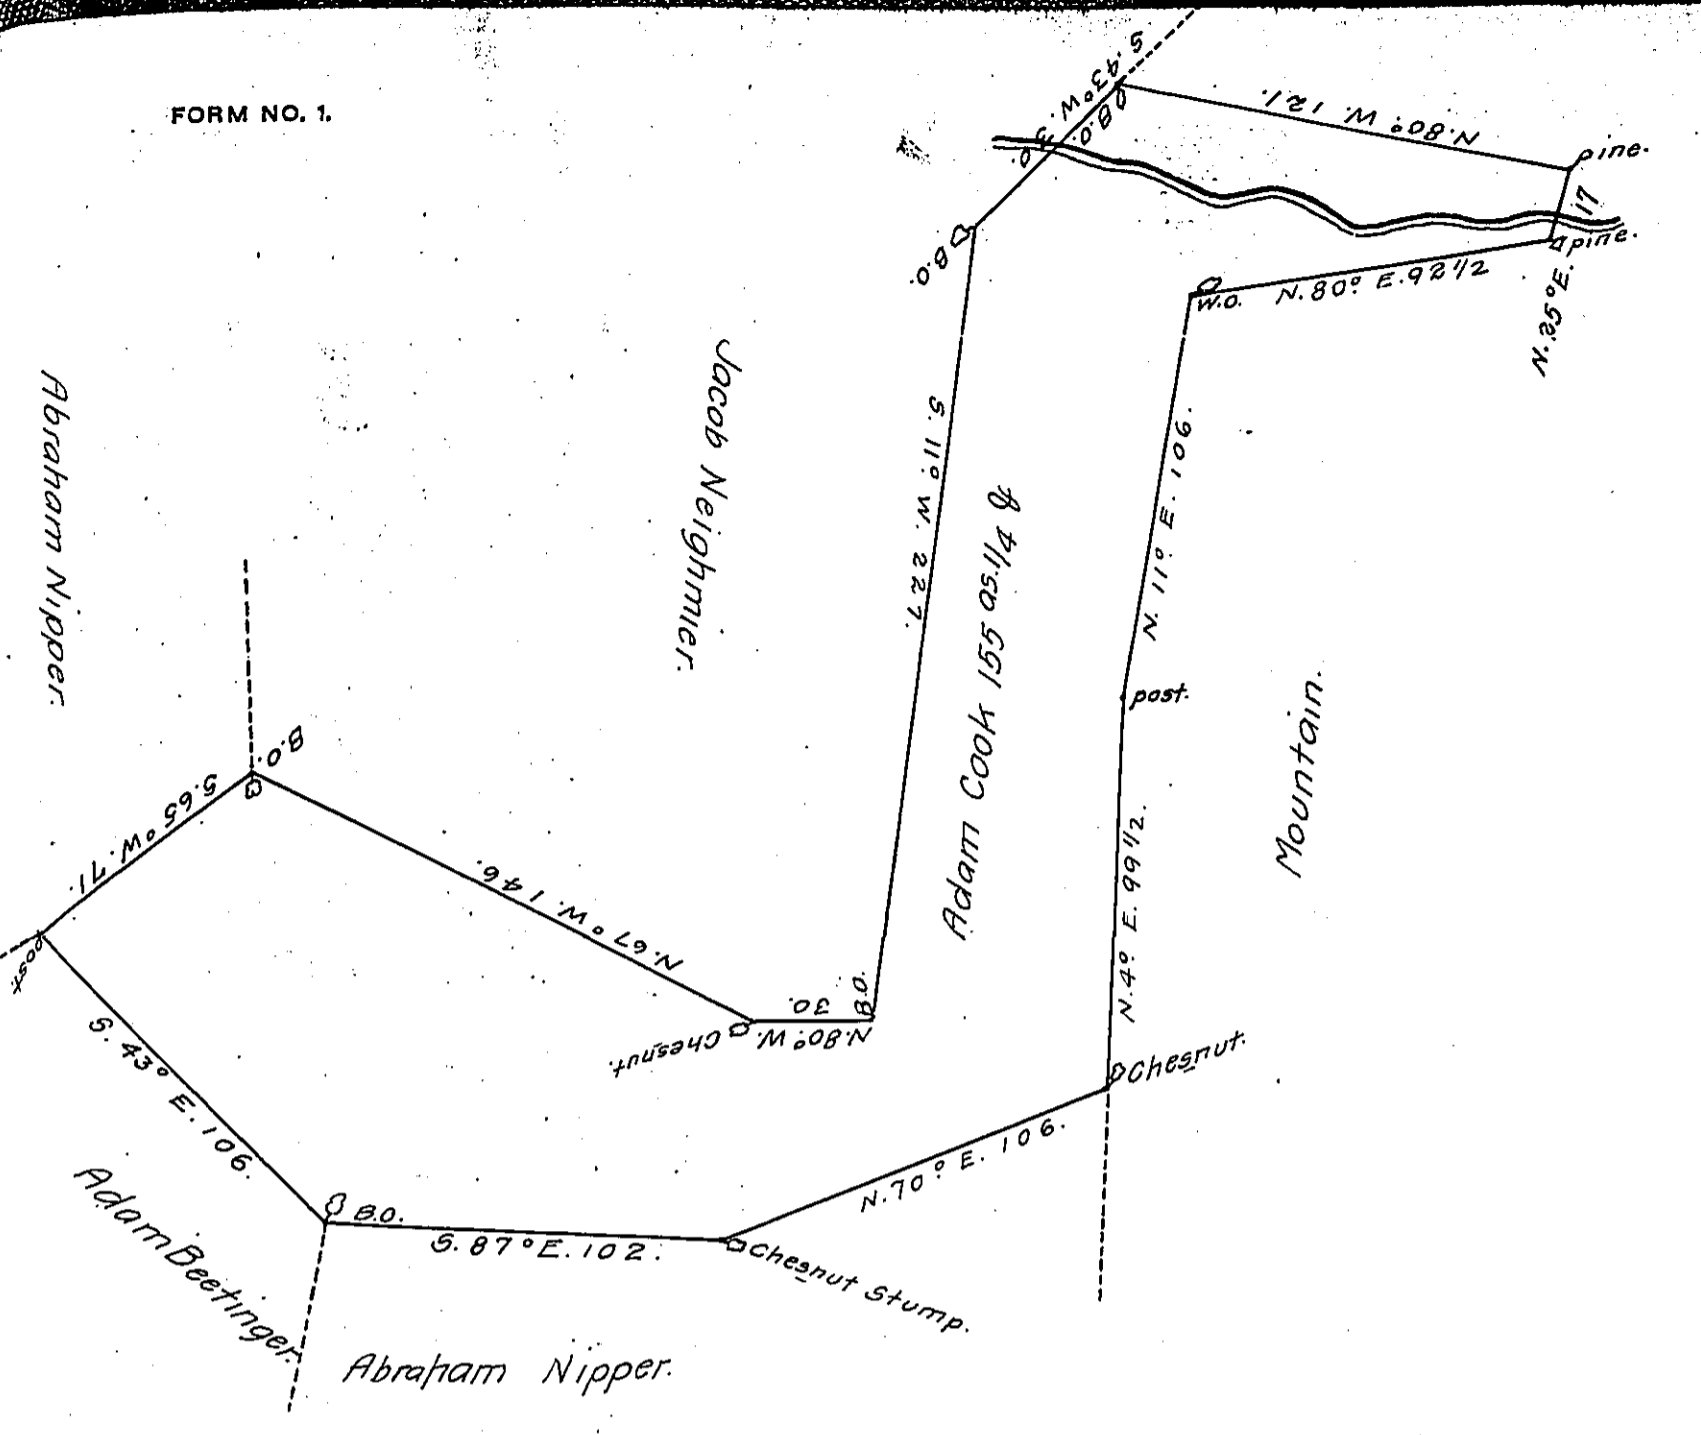 FORM NO. 1.
S. 43° W. 30.
B.O.
N. 80° W. 121.
pine.
17
pine.
N. 25° E.
B.O.
W.O.
N. 80° E. 92 1/2
Abraham Nipper.
Jacob Neighmier.
S. 11° W. 227.
Adam Cook 155 as. 1/4 &
N. 11° E. 106.
post.
Mountain.
B.O.
S. 65° W. 71.
post.
N. 67° W. 146.
N. 80° W. 30.
B.O.
Chesnut.
N. 4° E. 99 1/2.
Chesnut.
S. 43° E. 106.
N. 70° E. 106.
B.O.
S. 87° E. 102.
Chesnut Stump.
Adam Beetinger.
Abraham Nipper.